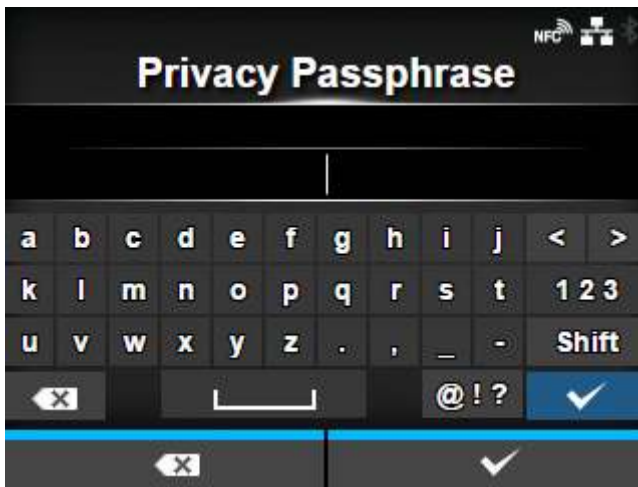 NFC
Privacy Passphrase
a b c d e f g h i j < >
k l m n o p q r s t 1 2 3
u v w x y z . , _ - Shift
@ ! ?